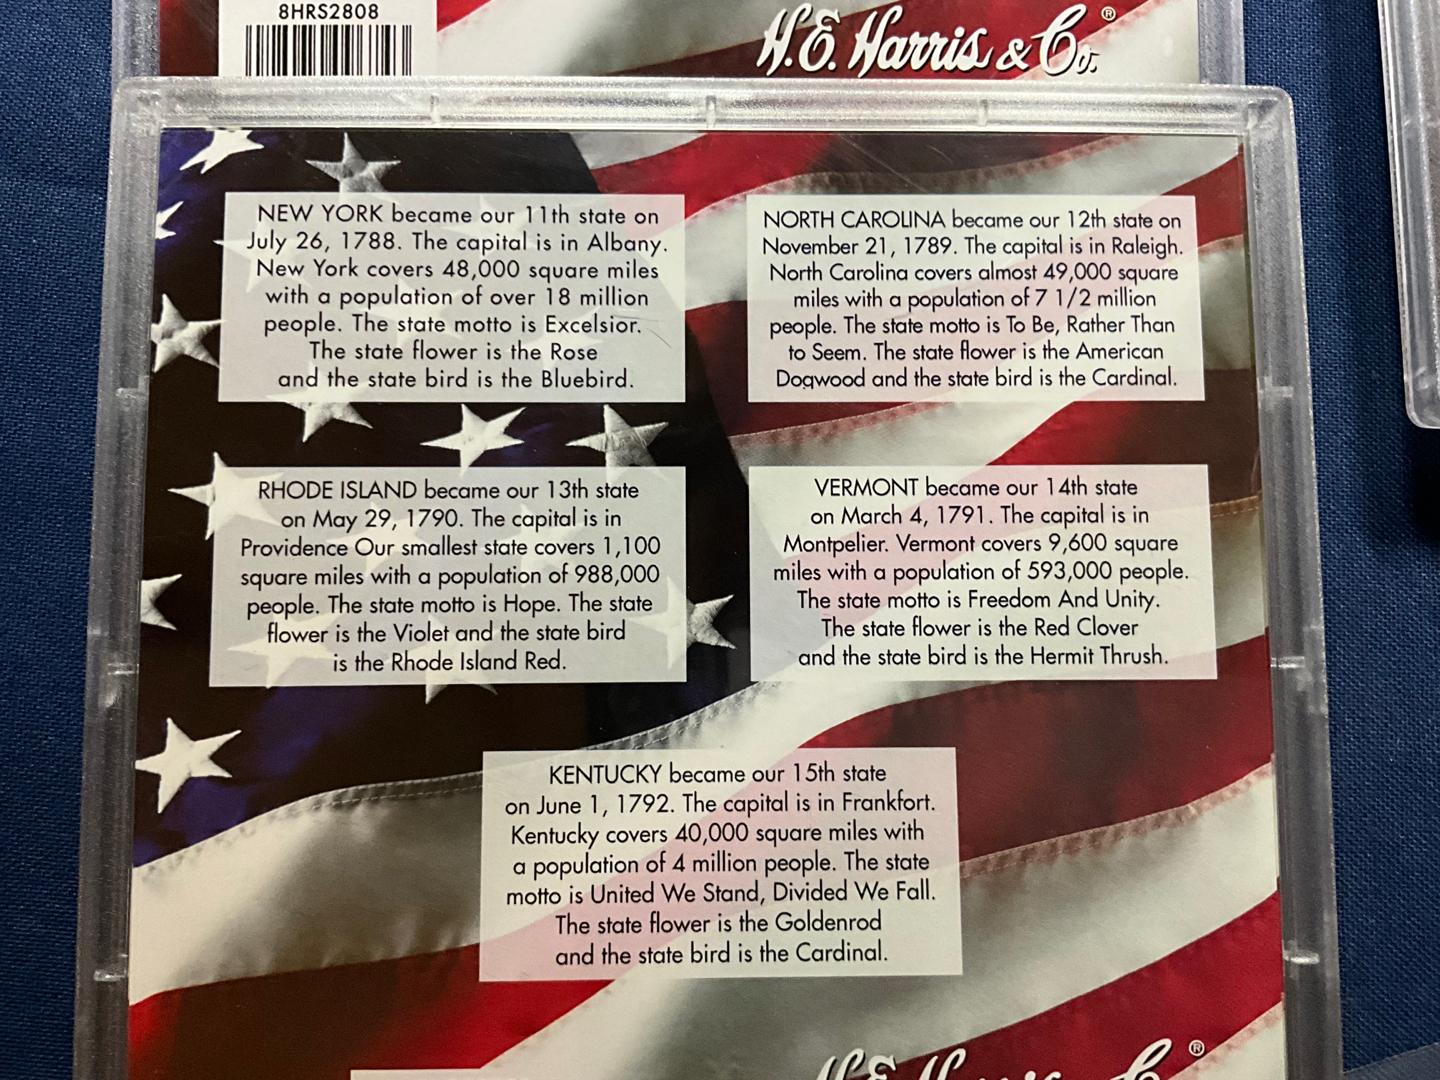 8HRS2808
H.E. Harris & Co.®
NEW YORK became our 11th state on
July 26, 1788. The capital is in Albany.
New York covers 48,000 square miles
with a population of over 18 million
people. The state motto is Excelsior.
The state flower is the Rose
and the state bird is the Bluebird.
NORTH CAROLINA became our 12th state on
November 21, 1789. The capital is in Raleigh.
North Carolina covers almost 49,000 square
miles with a population of 7 1/2 million
people. The state motto is To Be, Rather Than
to Seem. The state flower is the American
Dogwood and the state bird is the Cardinal.
RHODE ISLAND became our 13th state
on May 29, 1790. The capital is in
Providence Our smallest state covers 1,100
square miles with a population of 988,000
people. The state motto is Hope. The state
flower is the Violet and the state bird
is the Rhode Island Red.
VERMONT became our 14th state
on March 4, 1791. The capital is in
Montpelier. Vermont covers 9,600 square
miles with a population of 593,000 people.
The state motto is Freedom And Unity.
The state flower is the Red Clover
and the state bird is the Hermit Thrush.
KENTUCKY became our 15th state
on June 1, 1792. The capital is in Frankfort.
Kentucky covers 40,000 square miles with
a population of 4 million people. The state
motto is United We Stand, Divided We Fall.
The state flower is the Goldenrod
and the state bird is the Cardinal.
H.E. Harris & Co.®